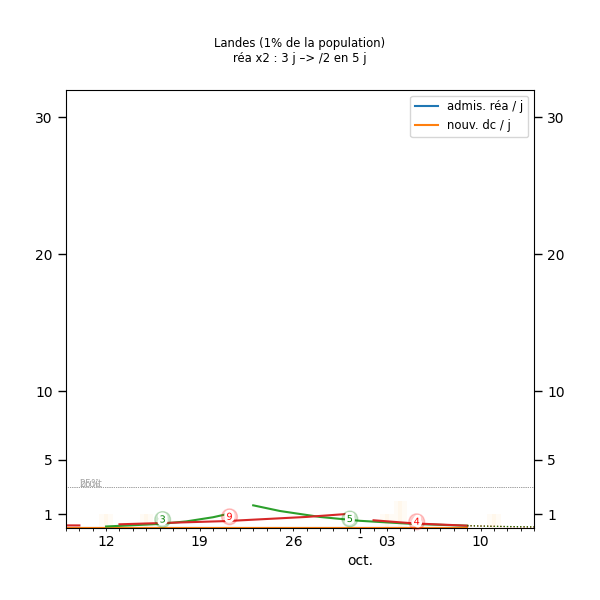 Landes (1% de la population)
réa x2 : 3 j –> /2 en 5 j
admis. réa / j
nouv. dc / j
30 30
20 20
10 10
5 5
1 1
3 9 5 4
12 19 26 - 03 10
oct.